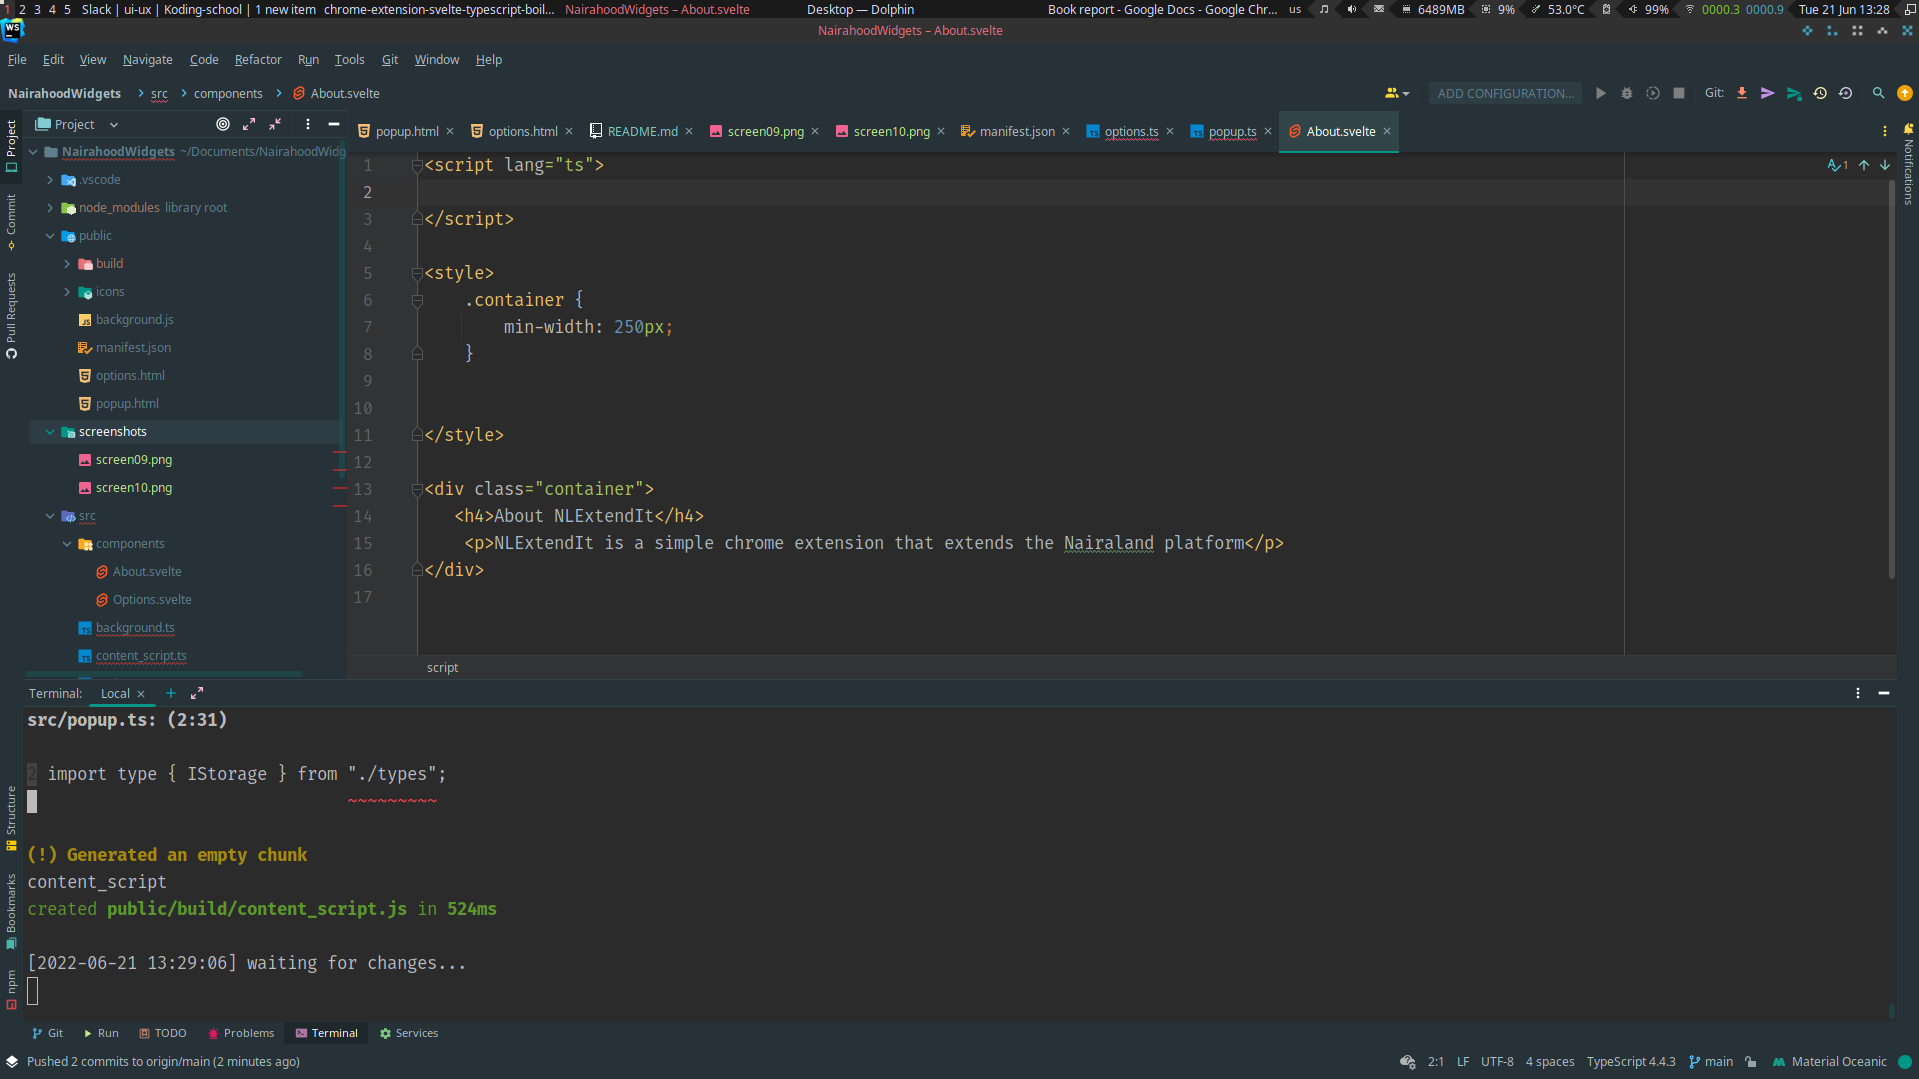 1 2 3 4 5 Slack | ui-ux | Koding-school | 1 new item chrome-extension-svelte-typescript-boil... NairahoodWidgets – About.svelte Desktop — Dolphin Book report - Google Docs - Google Chr... us 6489MB 9% 53.0°C 99% 0000.3 0000.9 Tue 21 Jun 13:28
WS NairahoodWidgets – About.svelte
File Edit View Navigate Code Refactor Run Tools Git Window Help
NairahoodWidgets src components About.svelte ADD CONFIGURATION... Git:
Project
popup.html options.html README.md screen09.png screen10.png manifest.json options.ts popup.ts About.svelte
Project
Commit
Pull Requests
Structure
Bookmarks
npm
Notifications
NairahoodWidgets ~/Documents/NairahoodWidg
.vscode
node_modules library root
public
build
icons
background.js
manifest.json
options.html
popup.html
screenshots
screen09.png
screen10.png
src
components
About.svelte
Options.svelte
background.ts
content_script.ts
1 <script lang="ts">
2
3 </script>
4
5 <style>
6 .container {
7 min-width: 250px;
8 }
9
10
11 </style>
12
13 <div class="container">
14 <h4>About NLExtendIt</h4>
15 <p>NLExtendIt is a simple chrome extension that extends the Nairaland platform</p>
16 </div>
17
1
script
Terminal: Local
src/popup.ts: (2:31)
2 import type { IStorage } from "./types";
~~~~~~~~~
(!) Generated an empty chunk
content_script
created public/build/content_script.js in 524ms
[2022-06-21 13:29:06] waiting for changes...
Git Run TODO Problems Terminal Services
Pushed 2 commits to origin/main (2 minutes ago) 2:1 LF UTF-8 4 spaces TypeScript 4.4.3 main Material Oceanic